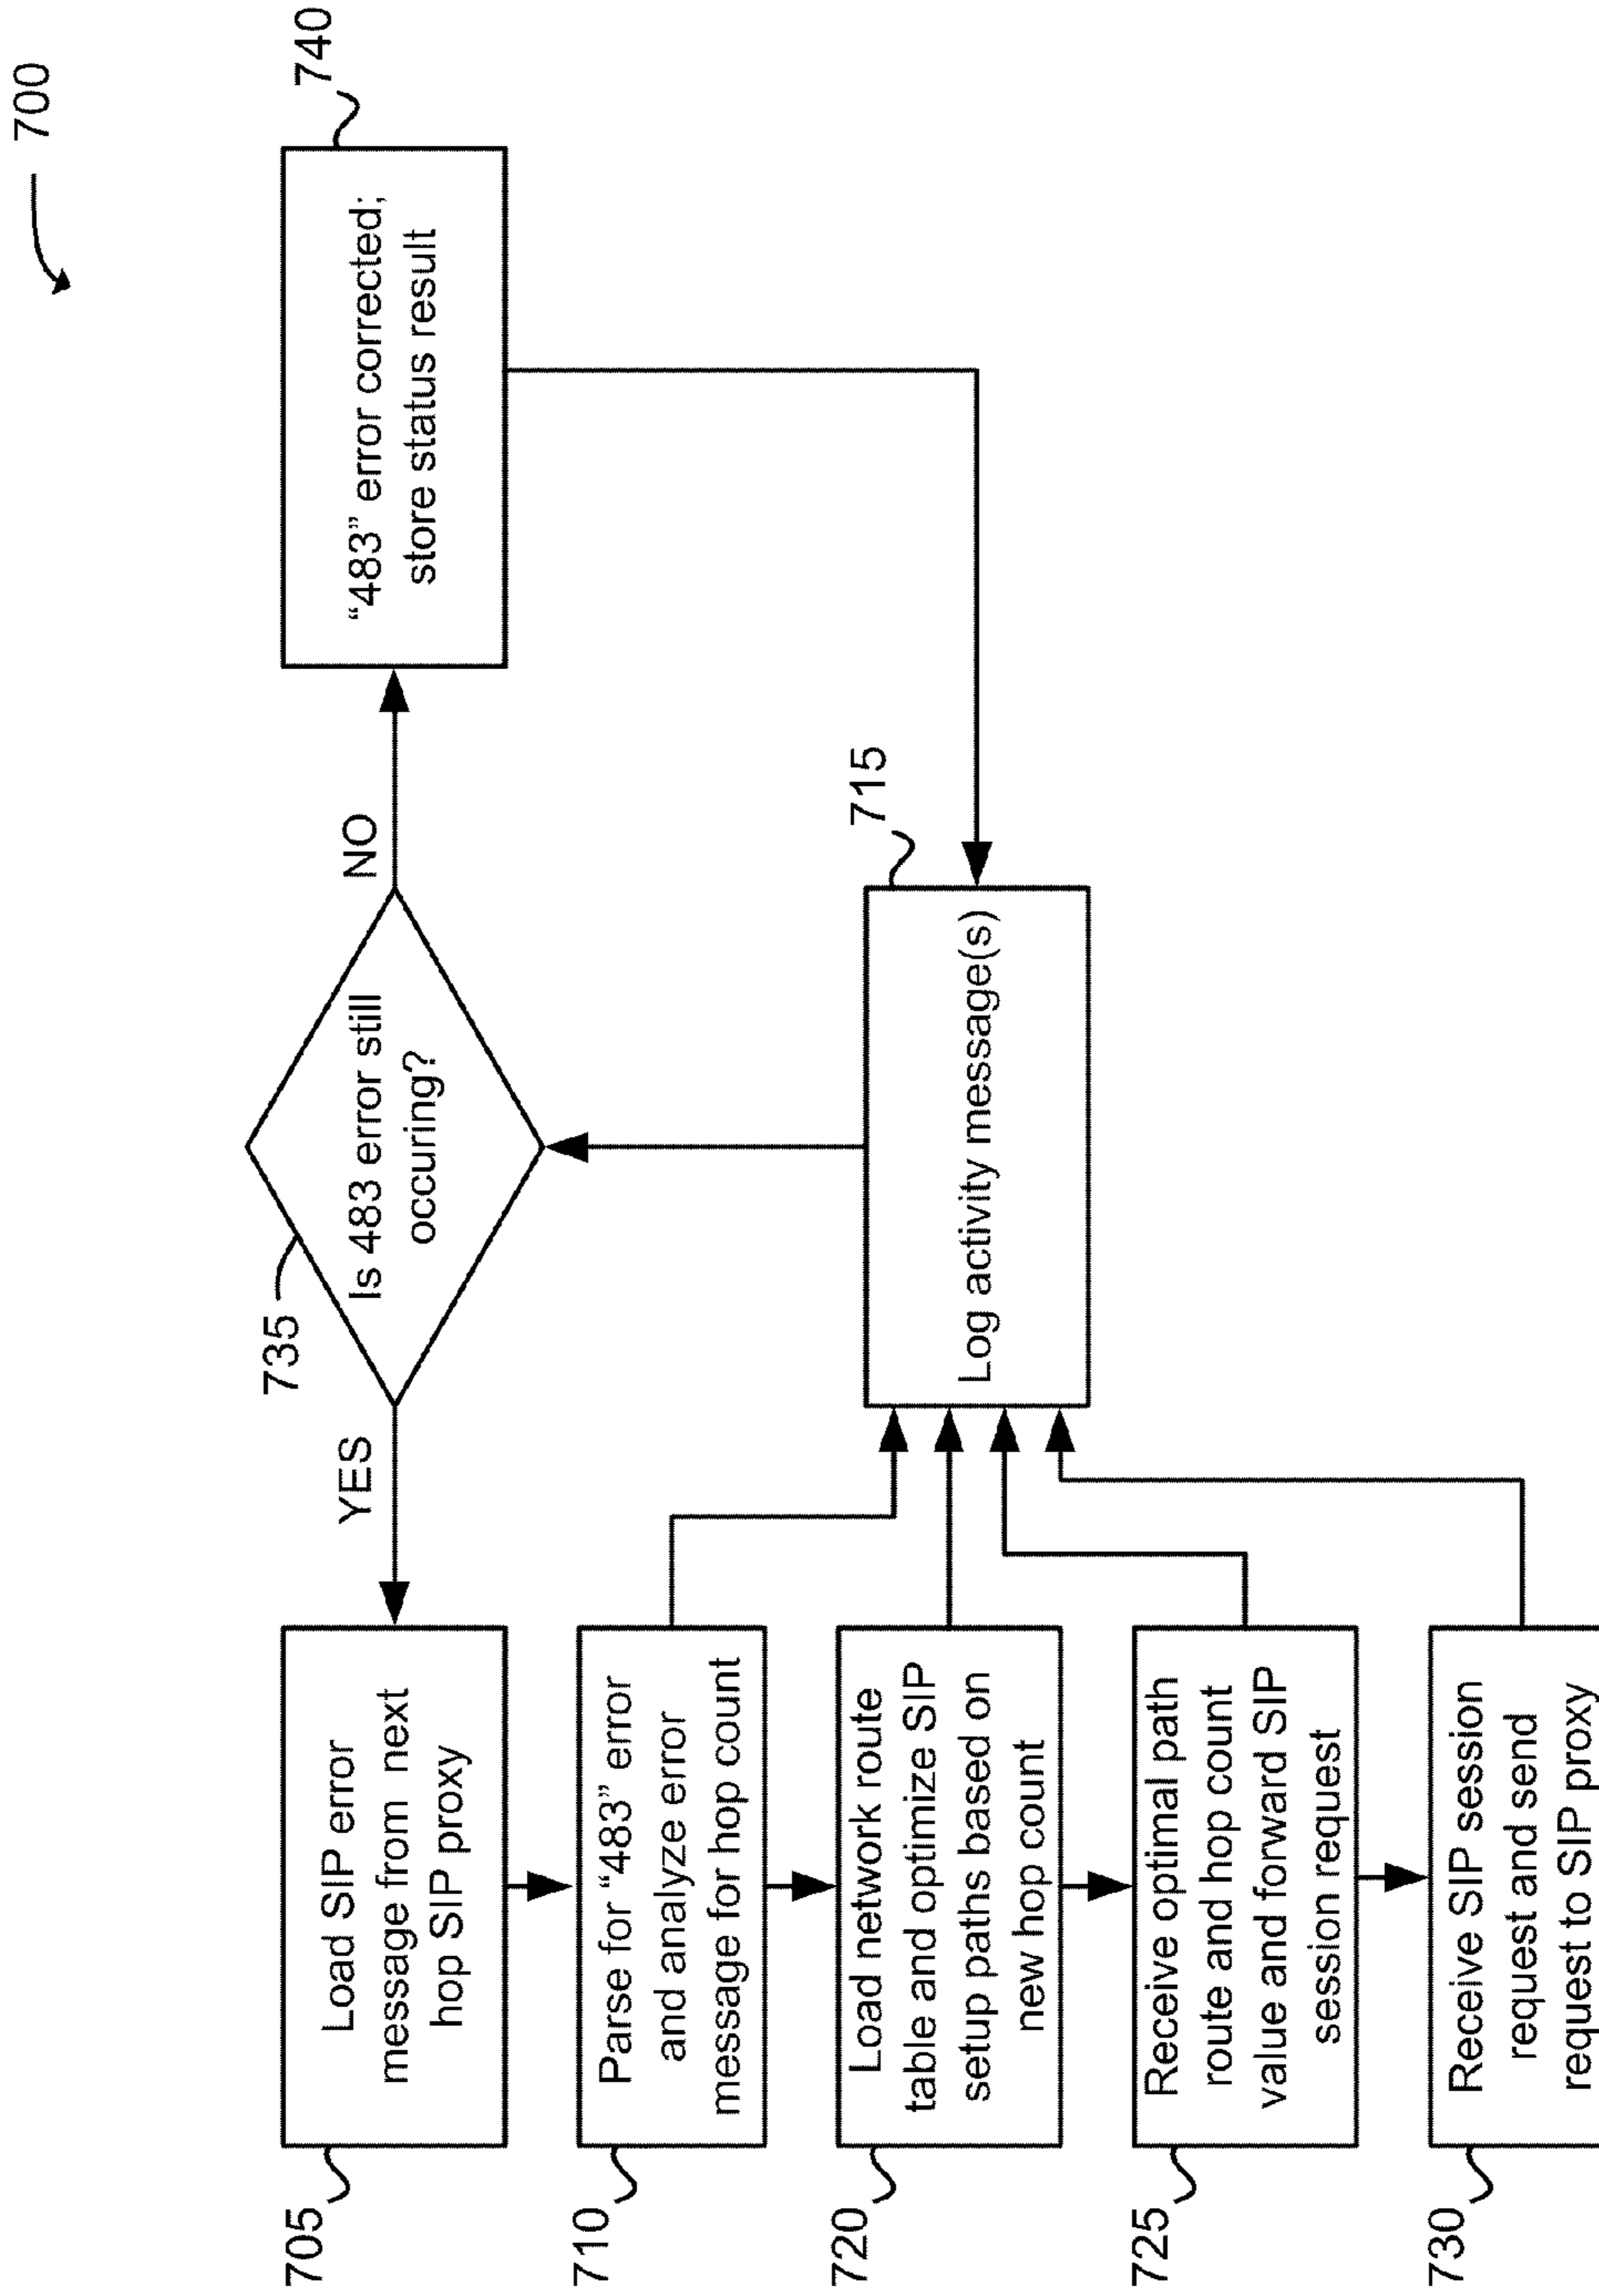 700
705
Load SIP error
message from next
hop SIP proxy
YES
735
Is 483 error still
occuring?
NO
740
“483” error corrected;
store status result
710
Parse for “483” error
and analyze error
message for hop count
720
Load network route
table and optimize SIP
setup paths based on
new hop count
715
Log activity message(s)
725
Receive optimal path
route and hop count
value and forward SIP
session request
730
Receive SIP session
request and send
request to SIP proxy